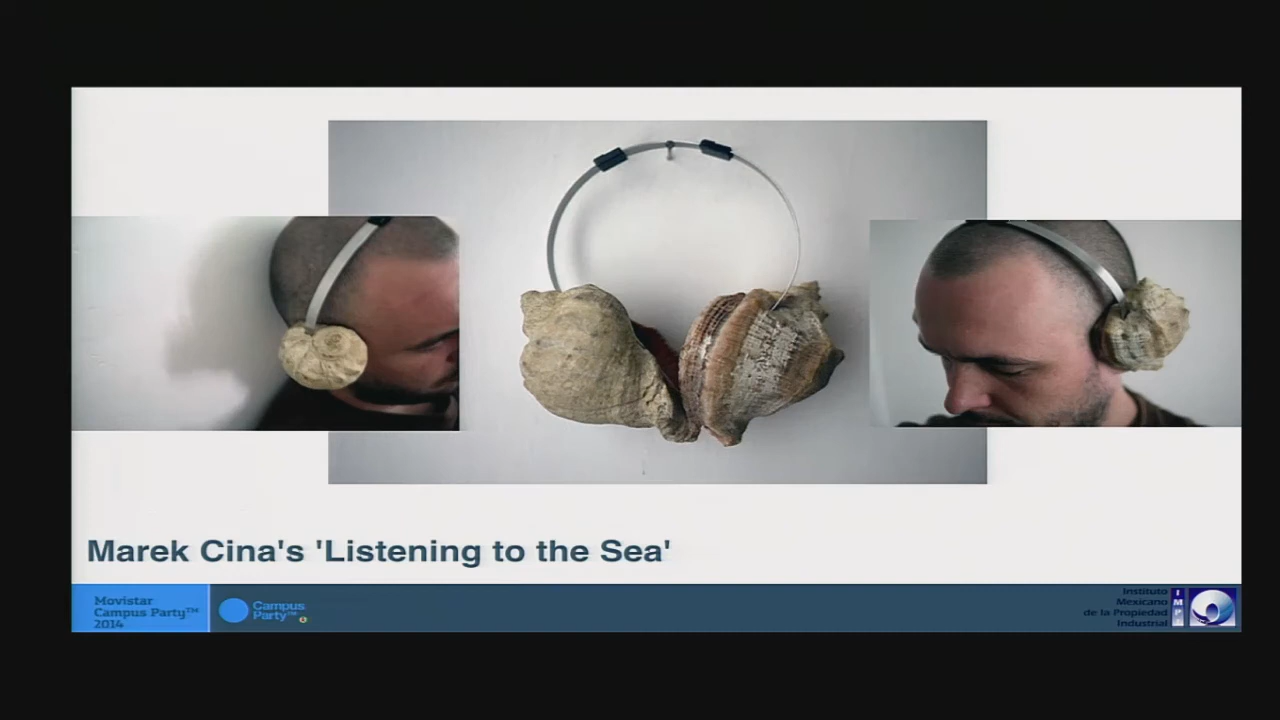 Marek Cina's 'Listening to the Sea'
Movistar
Campus Party™
2014
Campus
Party™
Instituto
Mexicano
de la Propiedad
Industrial
I
M
P